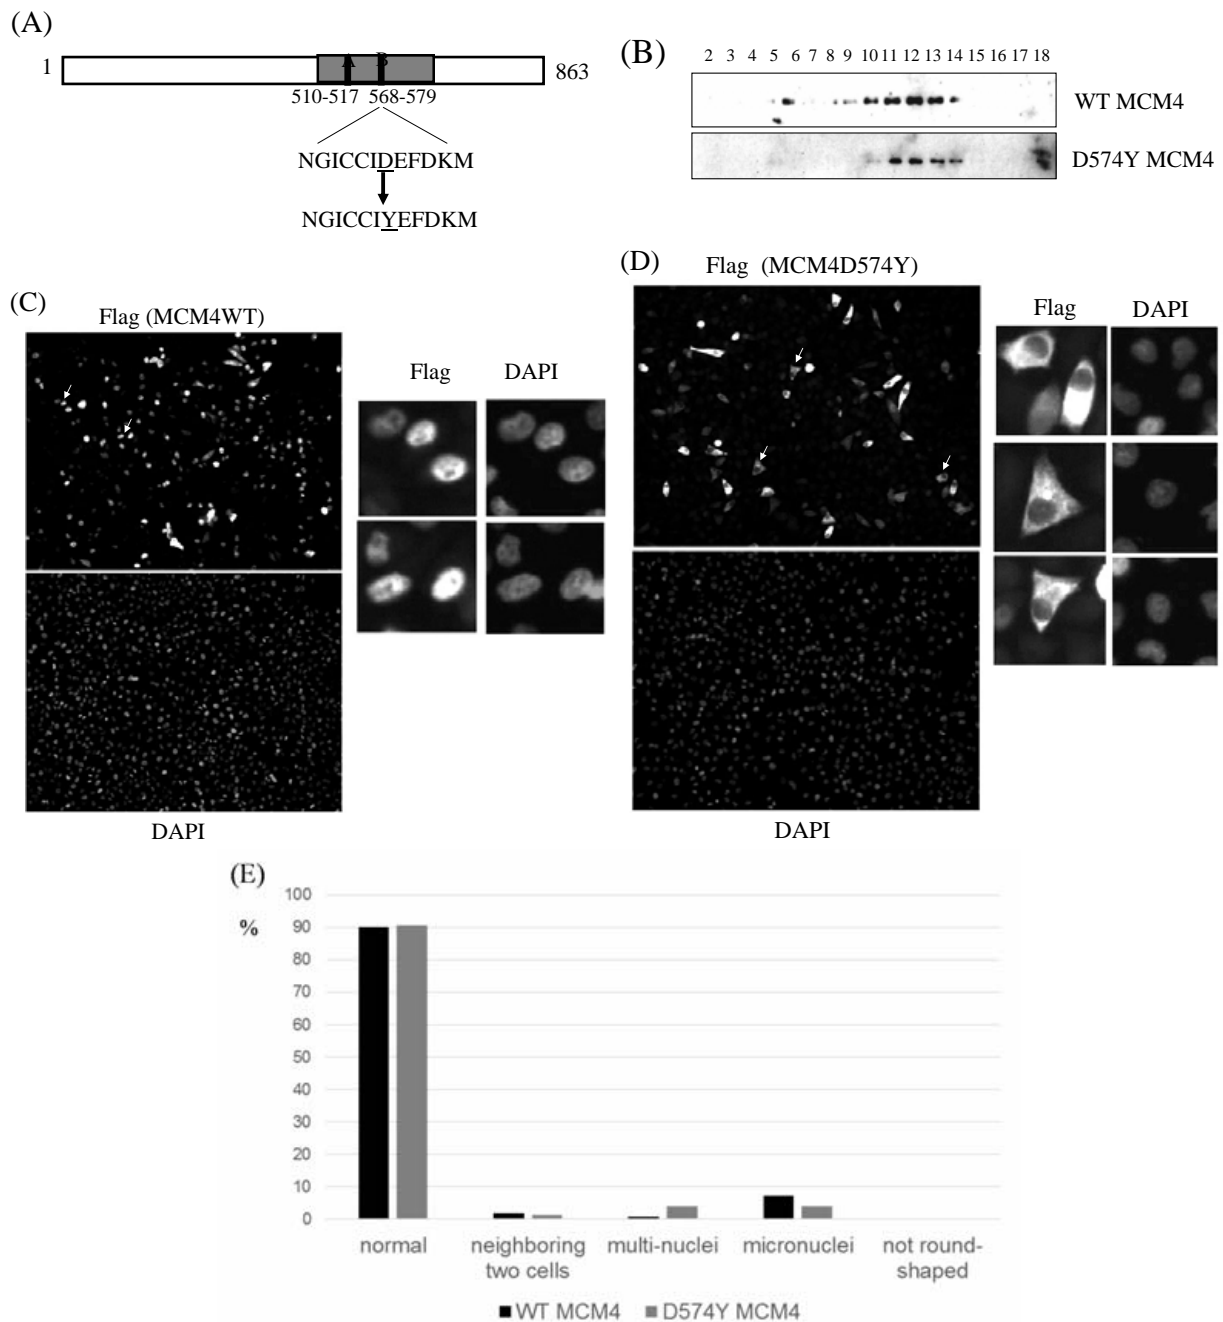 (A)
1
A
B
863
510-517 568-579
NGICCIDEFDKM
NGICCIYEFDKM
(B)
2 3 4 5 6 7 8 9 10 11 12 13 14 15 16 17 18
WT MCM4
D574Y MCM4
(C)
Flag (MCM4WT)
Flag DAPI
DAPI
(D)
Flag (MCM4D574Y)
Flag DAPI
DAPI
(E)
%
100
90
80
70
60
50
40
30
20
10
0
normal neighboring multi-nuclei micronuclei not round-
two cells shaped
WT MCM4 D574Y MCM4